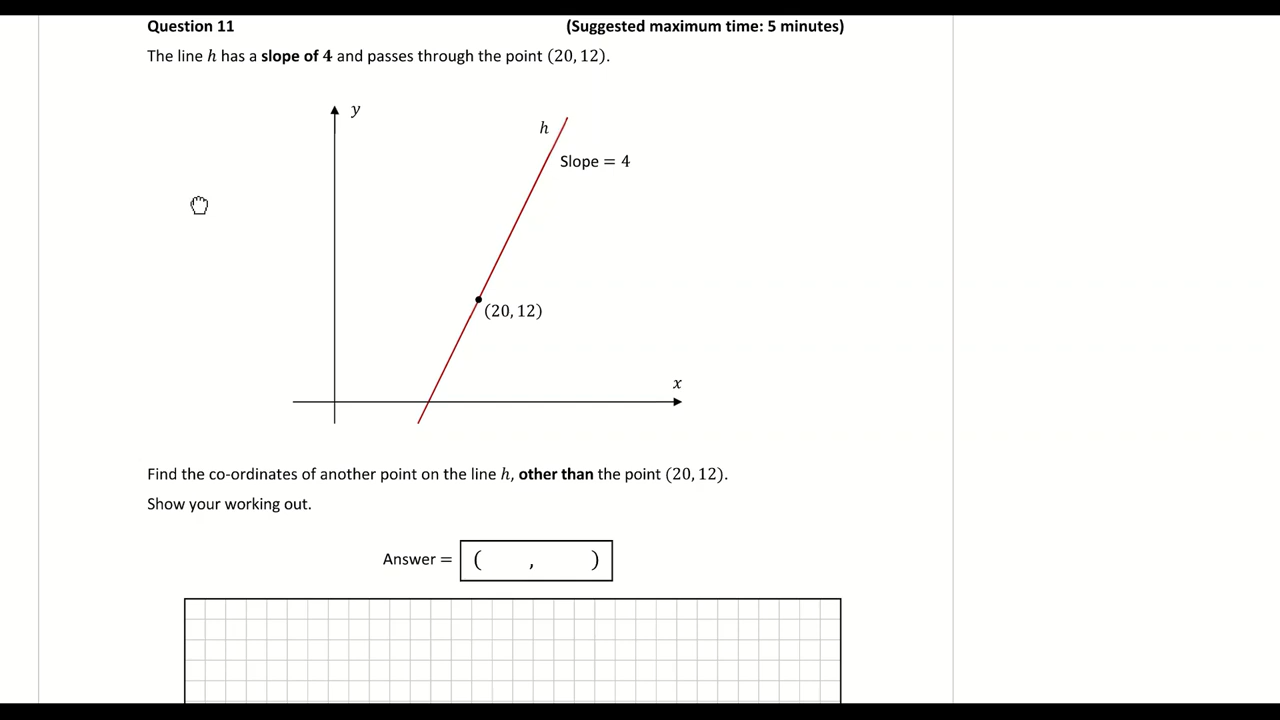 Question 11 (Suggested maximum time: 5 minutes)
The line h has a slope of 4 and passes through the point (20, 12).
y
h
Slope = 4
(20, 12)
x
Find the co-ordinates of another point on the line h, other than the point (20, 12).
Show your working out.
Answer = ( , )